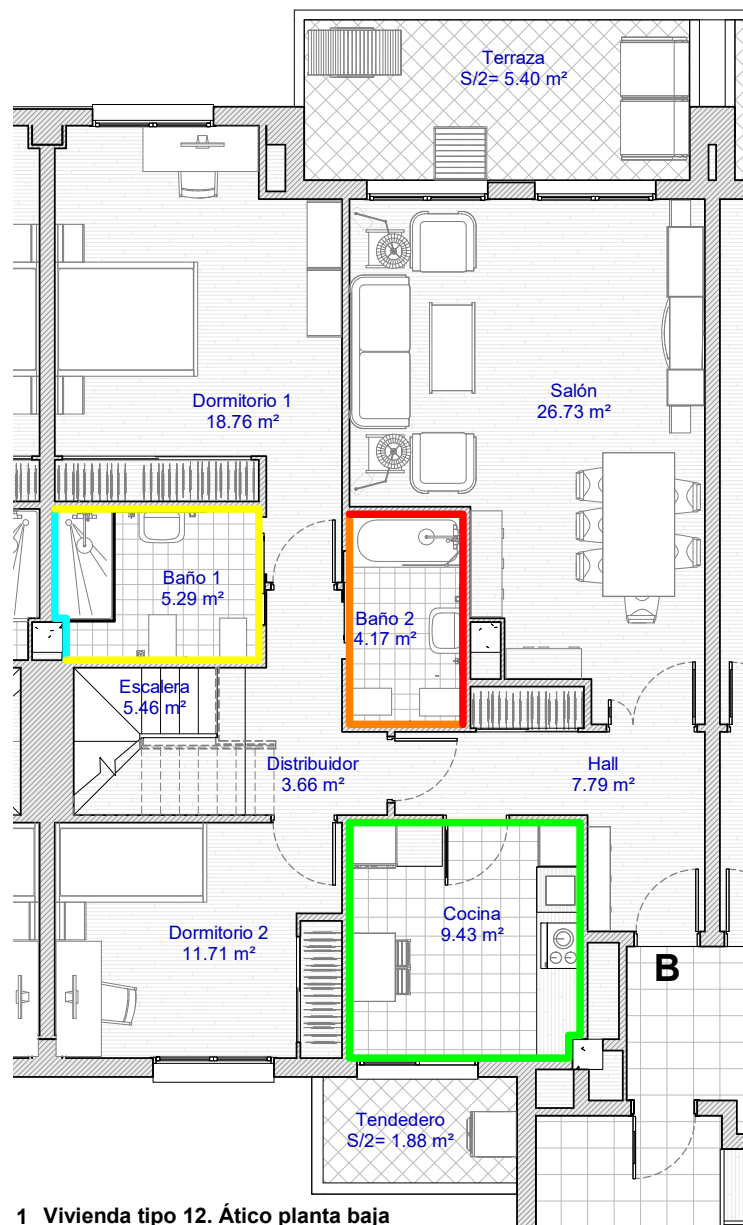 Terraza
S/2= 5.40 m²
Dormitorio 1
18.76 m²
Salón
26.73 m²
Baño 1
5.29 m²
Baño 2
4.17 m²
Escalera
5.46 m²
Distribuidor
3.66 m²
Hall
7.79 m²
Dormitorio 2
11.71 m²
Cocina
9.43 m²
B
Tendedero
S/2= 1.88 m²
1 Vivienda tipo 12. Ático planta baja